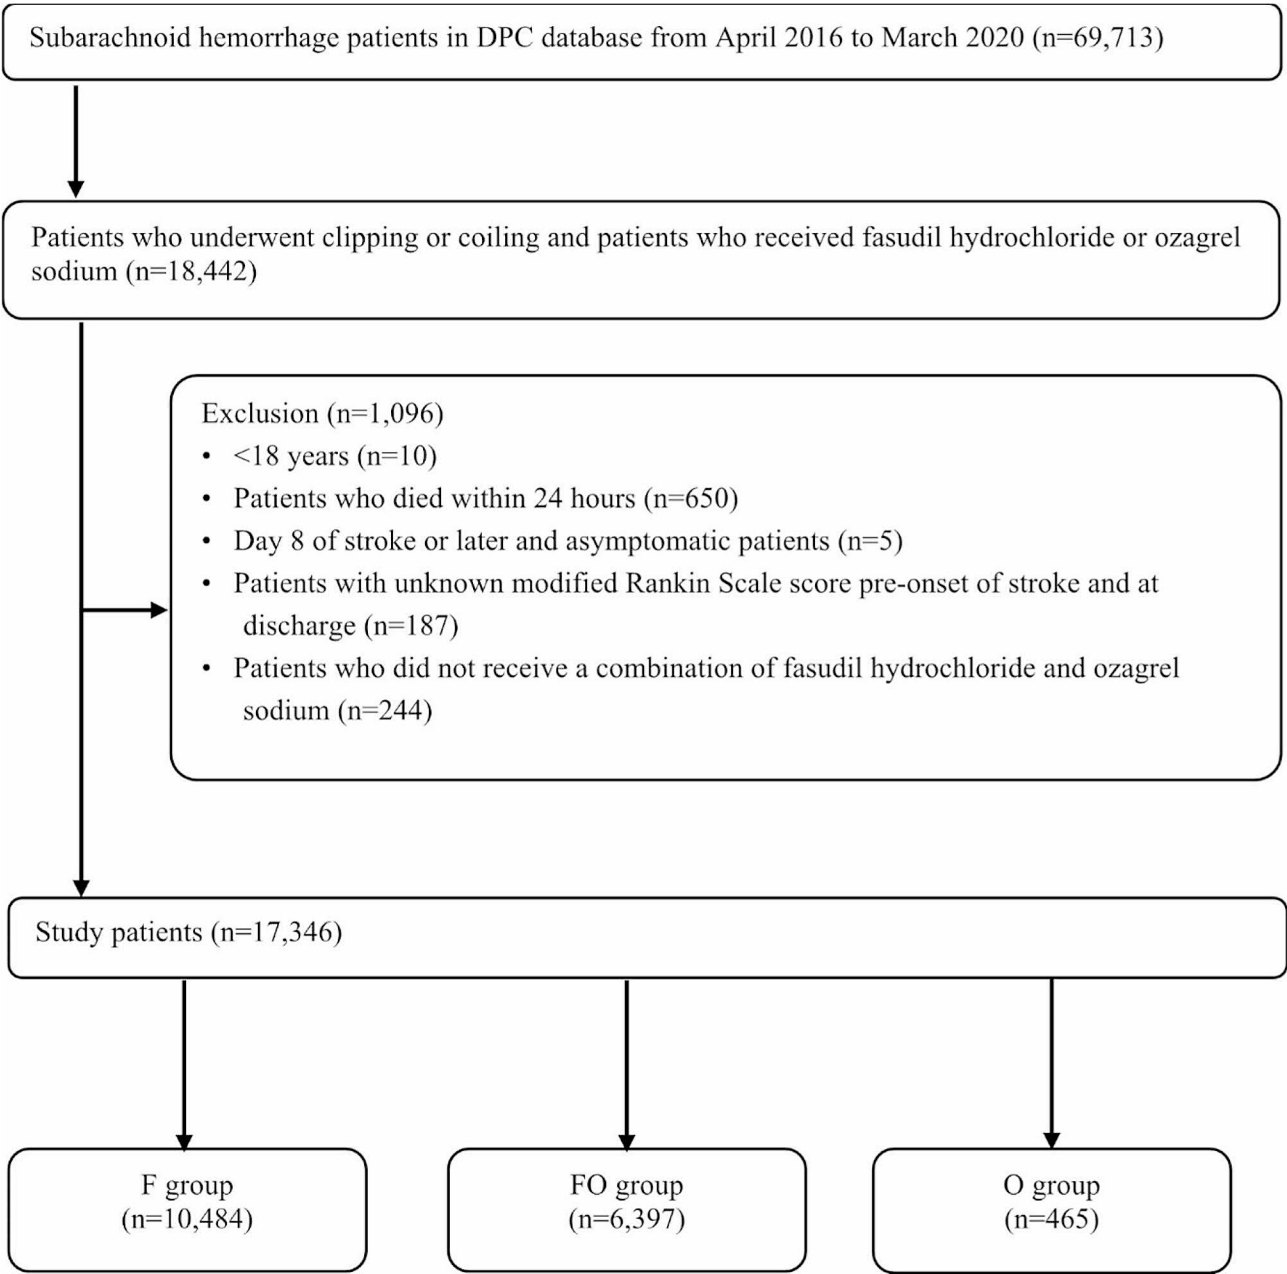 Subarachnoid hemorrhage patients in DPC database from April 2016 to March 2020 (n=69,713)
Patients who underwent clipping or coiling and patients who received fasudil hydrochloride or ozagrel
sodium (n=18,442)
Exclusion (n=1,096)
• <18 years (n=10)
• Patients who died within 24 hours (n=650)
• Day 8 of stroke or later and asymptomatic patients (n=5)
• Patients with unknown modified Rankin Scale score pre-onset of stroke and at
discharge (n=187)
• Patients who did not receive a combination of fasudil hydrochloride and ozagrel
sodium (n=244)
Study patients (n=17,346)
F group
(n=10,484)
FO group
(n=6,397)
O group
(n=465)